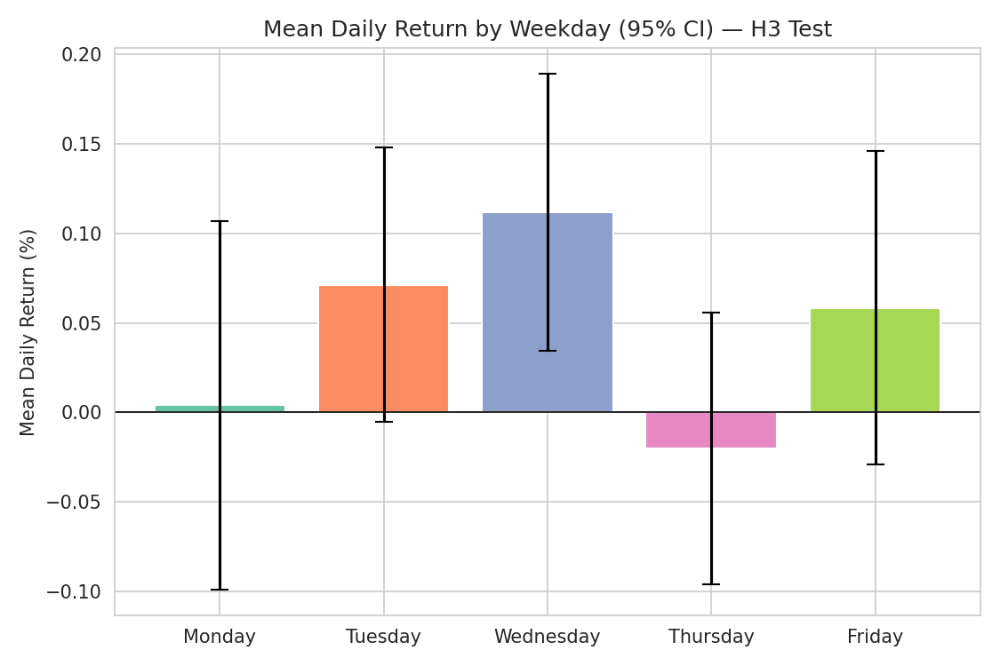 Mean Daily Return by Weekday (95% CI) — H3 Test
Mean Daily Return (%)
0.20
0.15
0.10
0.05
0.00
−0.05
−0.10
Monday
Tuesday
Wednesday
Thursday
Friday